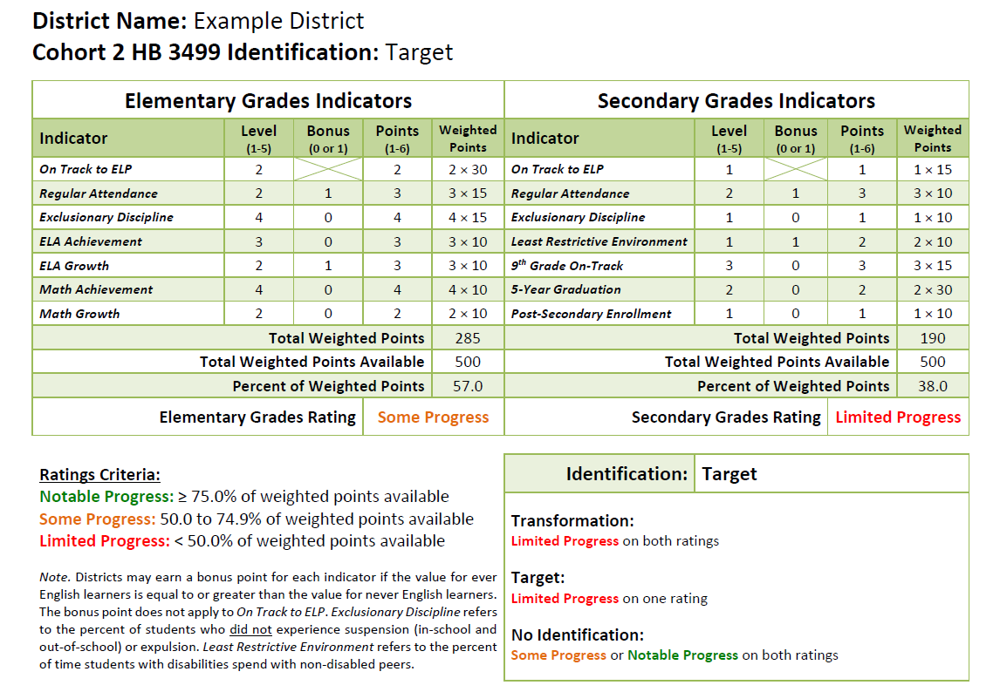 District Name: Example District
Cohort 2 HB 3499 Identification: Target
Elementary Grades Indicators
Indicator Level (1-5) Bonus (0 or 1) Points (1-6) Weighted Points
On Track to ELP 2 2 2 × 30
Regular Attendance 2 1 3 3 × 15
Exclusionary Discipline 4 0 4 4 × 15
ELA Achievement 3 0 3 3 × 10
ELA Growth 2 1 3 3 × 10
Math Achievement 4 0 4 4 × 10
Math Growth 2 0 2 2 × 10
Total Weighted Points 285
Total Weighted Points Available 500
Percent of Weighted Points 57.0
Elementary Grades Rating Some Progress
Secondary Grades Indicators
Indicator Level (1-5) Bonus (0 or 1) Points (1-6) Weighted Points
On Track to ELP 1 1 1 × 15
Regular Attendance 2 1 3 3 × 10
Exclusionary Discipline 1 0 1 1 × 10
Least Restrictive Environment 1 1 2 2 × 10
9th Grade On-Track 3 0 3 3 × 15
5-Year Graduation 2 0 2 2 × 30
Post-Secondary Enrollment 1 0 1 1 × 10
Total Weighted Points 190
Total Weighted Points Available 500
Percent of Weighted Points 38.0
Secondary Grades Rating Limited Progress
Ratings Criteria:
Notable Progress: ≥ 75.0% of weighted points available
Some Progress: 50.0 to 74.9% of weighted points available
Limited Progress: < 50.0% of weighted points available
Note. Districts may earn a bonus point for each indicator if the value for ever
English learners is equal to or greater than the value for never English learners.
The bonus point does not apply to On Track to ELP. Exclusionary Discipline refers
to the percent of students who did not experience suspension (in-school and
out-of-school) or expulsion. Least Restrictive Environment refers to the percent
of time students with disabilities spend with non-disabled peers.
Identification: Target
Transformation:
Limited Progress on both ratings
Target:
Limited Progress on one rating
No Identification:
Some Progress or Notable Progress on both ratings